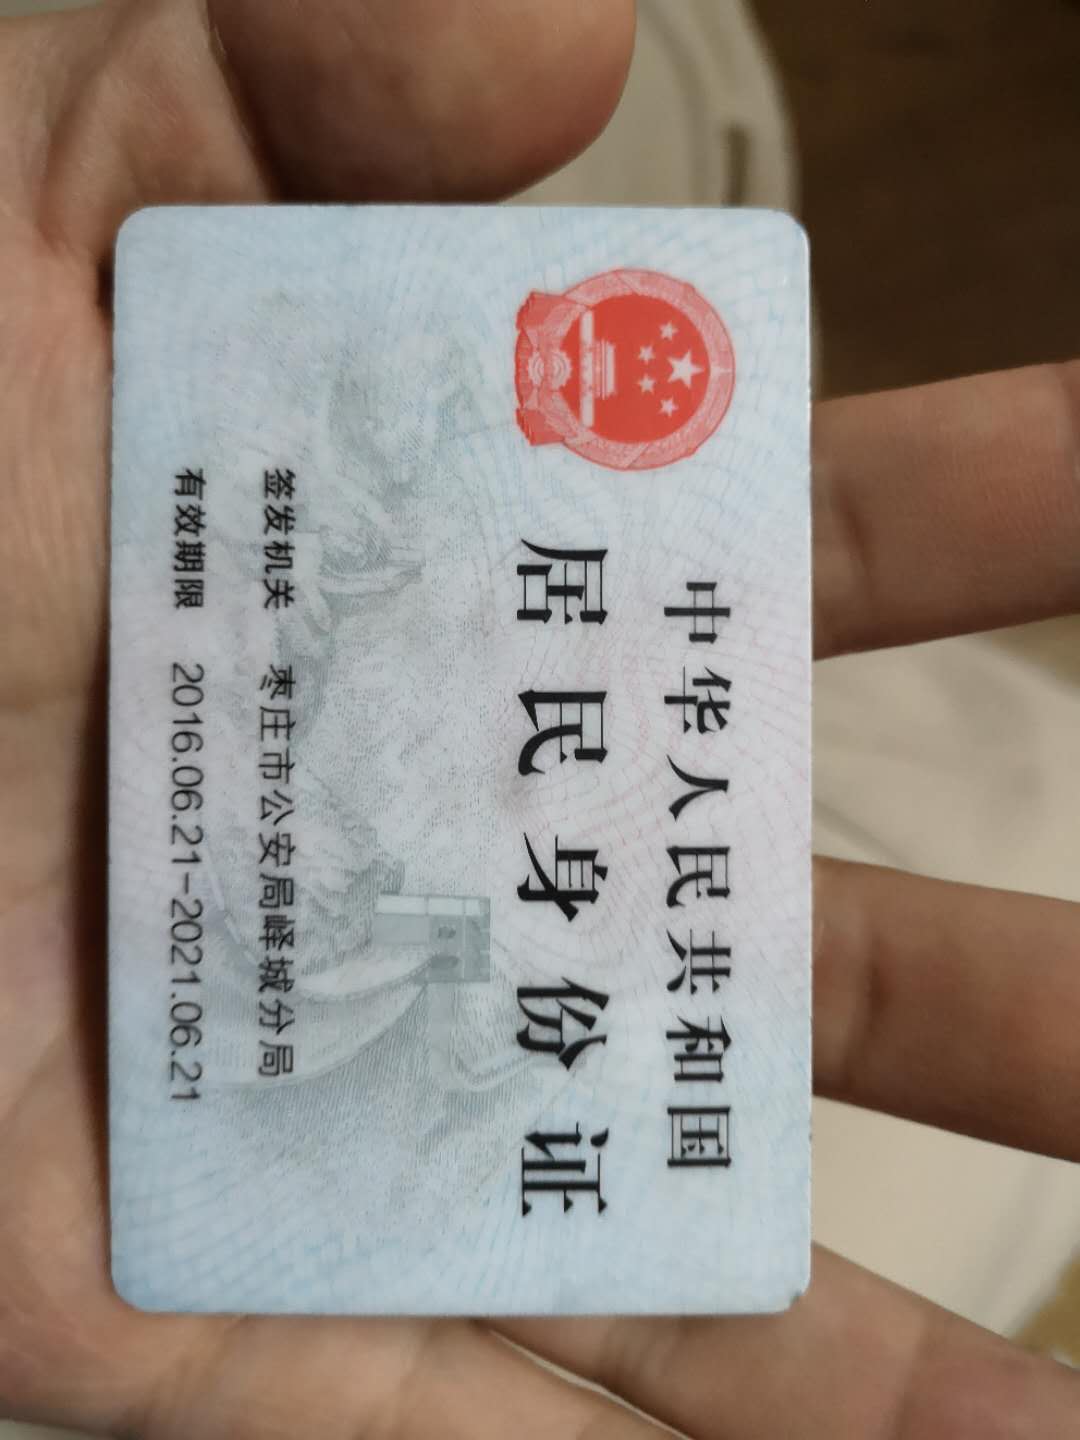 中华人民共和国
居民身份证
签发机关 枣庄市公安局峄城分局
有效期限 2016.06.21-2021.06.21